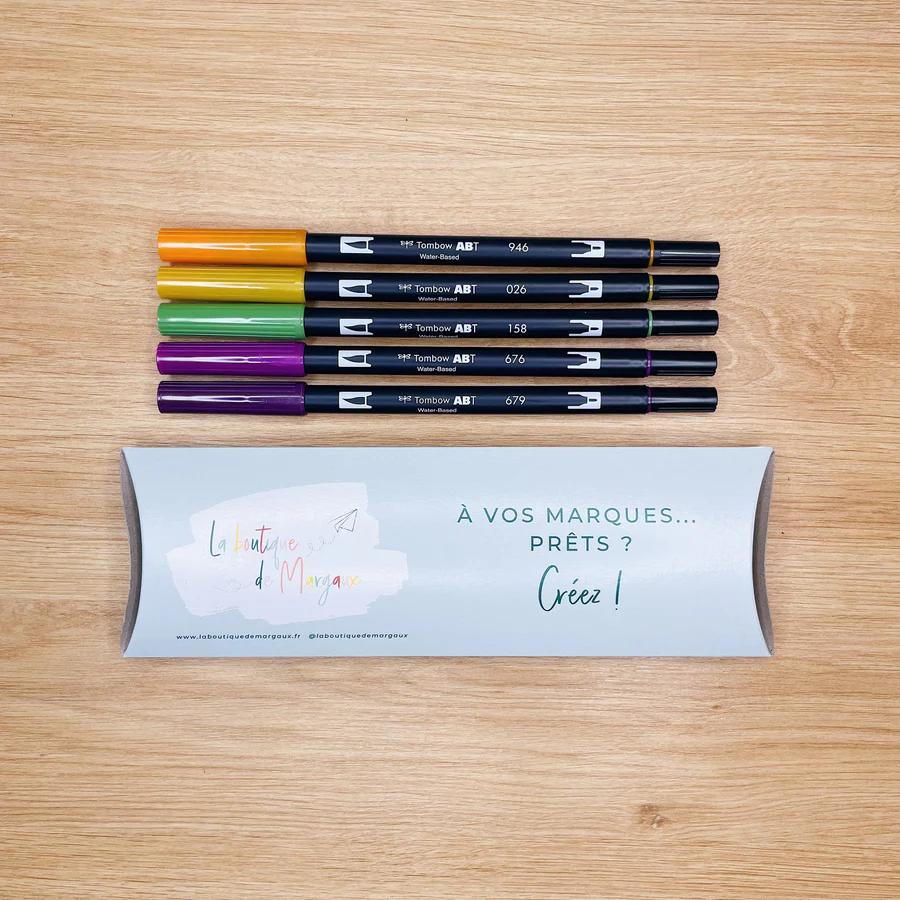 Tombow ABT 946
Water-Based
Tombow ABT 026
Water-Based
Tombow ABT 158
Water-Based
Tombow ABT 676
Water-Based
Tombow ABT 679
Water-Based
La boutique
de Margaux
www.laboutiquedemargaux.fr @laboutiquedemargaux
À VOS MARQUES...
PRÊTS ?
Créez !